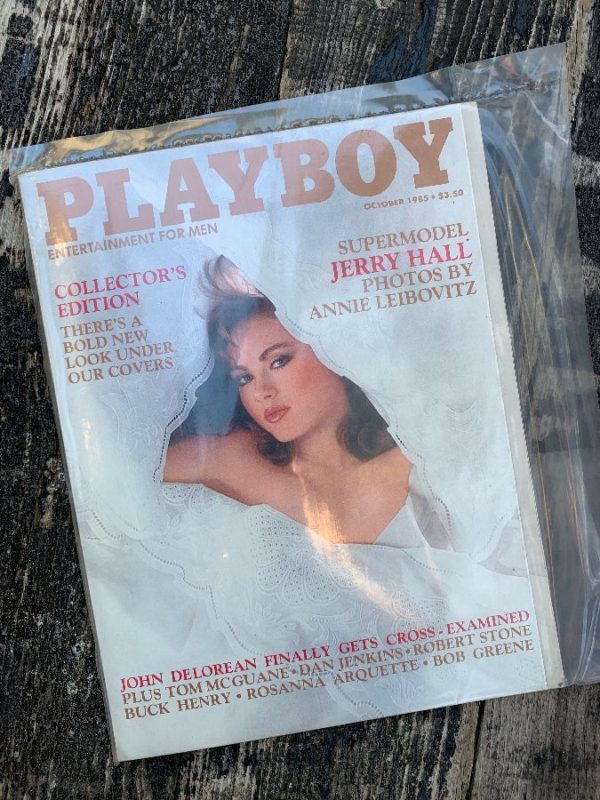 PLAYBOY
ENTERTAINMENT FOR MEN
OCTOBER 1985 • $3.50
COLLECTOR'S
EDITION
THERE'S A
BOLD NEW
LOOK UNDER
OUR COVERS
SUPERMODEL
JERRY HALL
PHOTOS BY
ANNIE LEIBOVITZ
JOHN DELOREAN FINALLY GETS CROSS-EXAMINED
PLUS TOM MCGUANE • DAN JENKINS • ROBERT STONE
BUCK HENRY • ROSANNA ARQUETTE • BOB GREENE